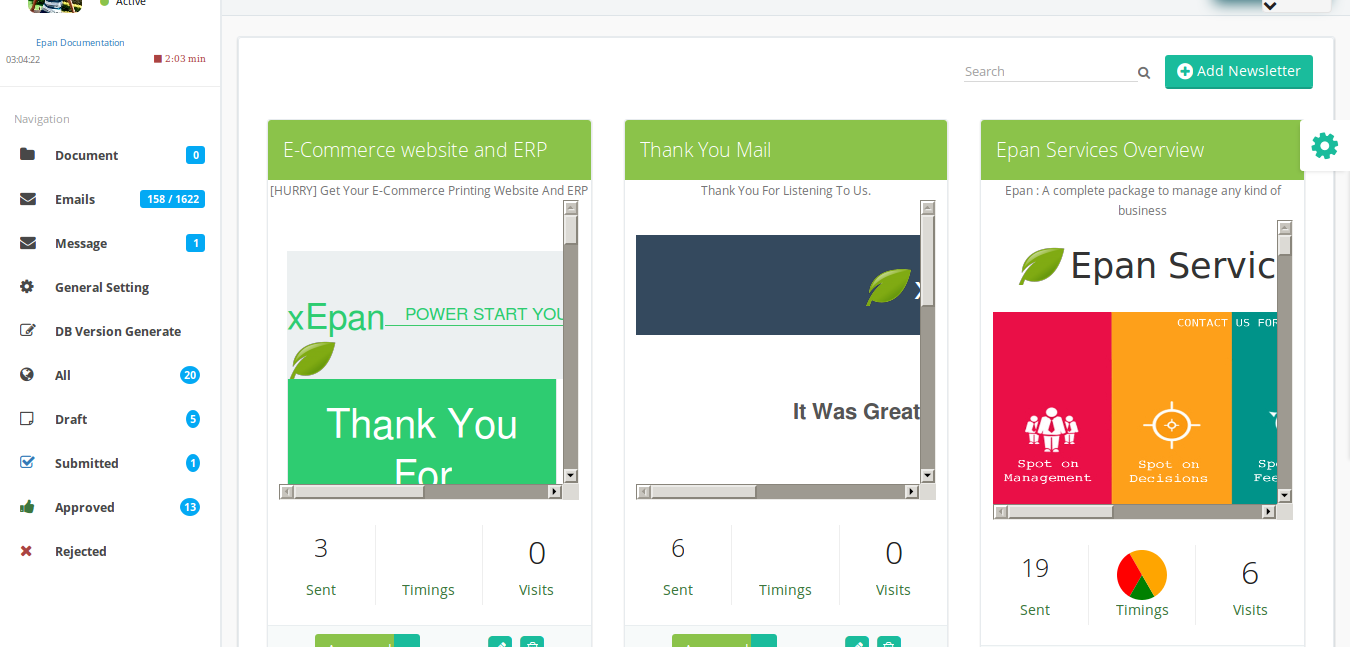 Active
Epan Documentation
03:04:22
2:03 min
Search
Add Newsletter
Navigation
Document 0
Emails 158 / 1622
Message 1
General Setting
DB Version Generate
All 20
Draft 5
Submitted 1
Approved 13
Rejected
E-Commerce website and ERP
[HURRY] Get Your E-Commerce Printing Website And ERP
xEpan
POWER START YOU
Thank You
For
3
Sent
Timings
0
Visits
Thank You Mail
Thank You For Listening To Us.
It Was Great
6
Sent
Timings
0
Visits
Epan Services Overview
Epan : A complete package to manage any kind of
business
Epan Servic
CONTACT US FOR
Spot on
Management
Spot on
Decisions
19
Sent
Timings
6
Visits